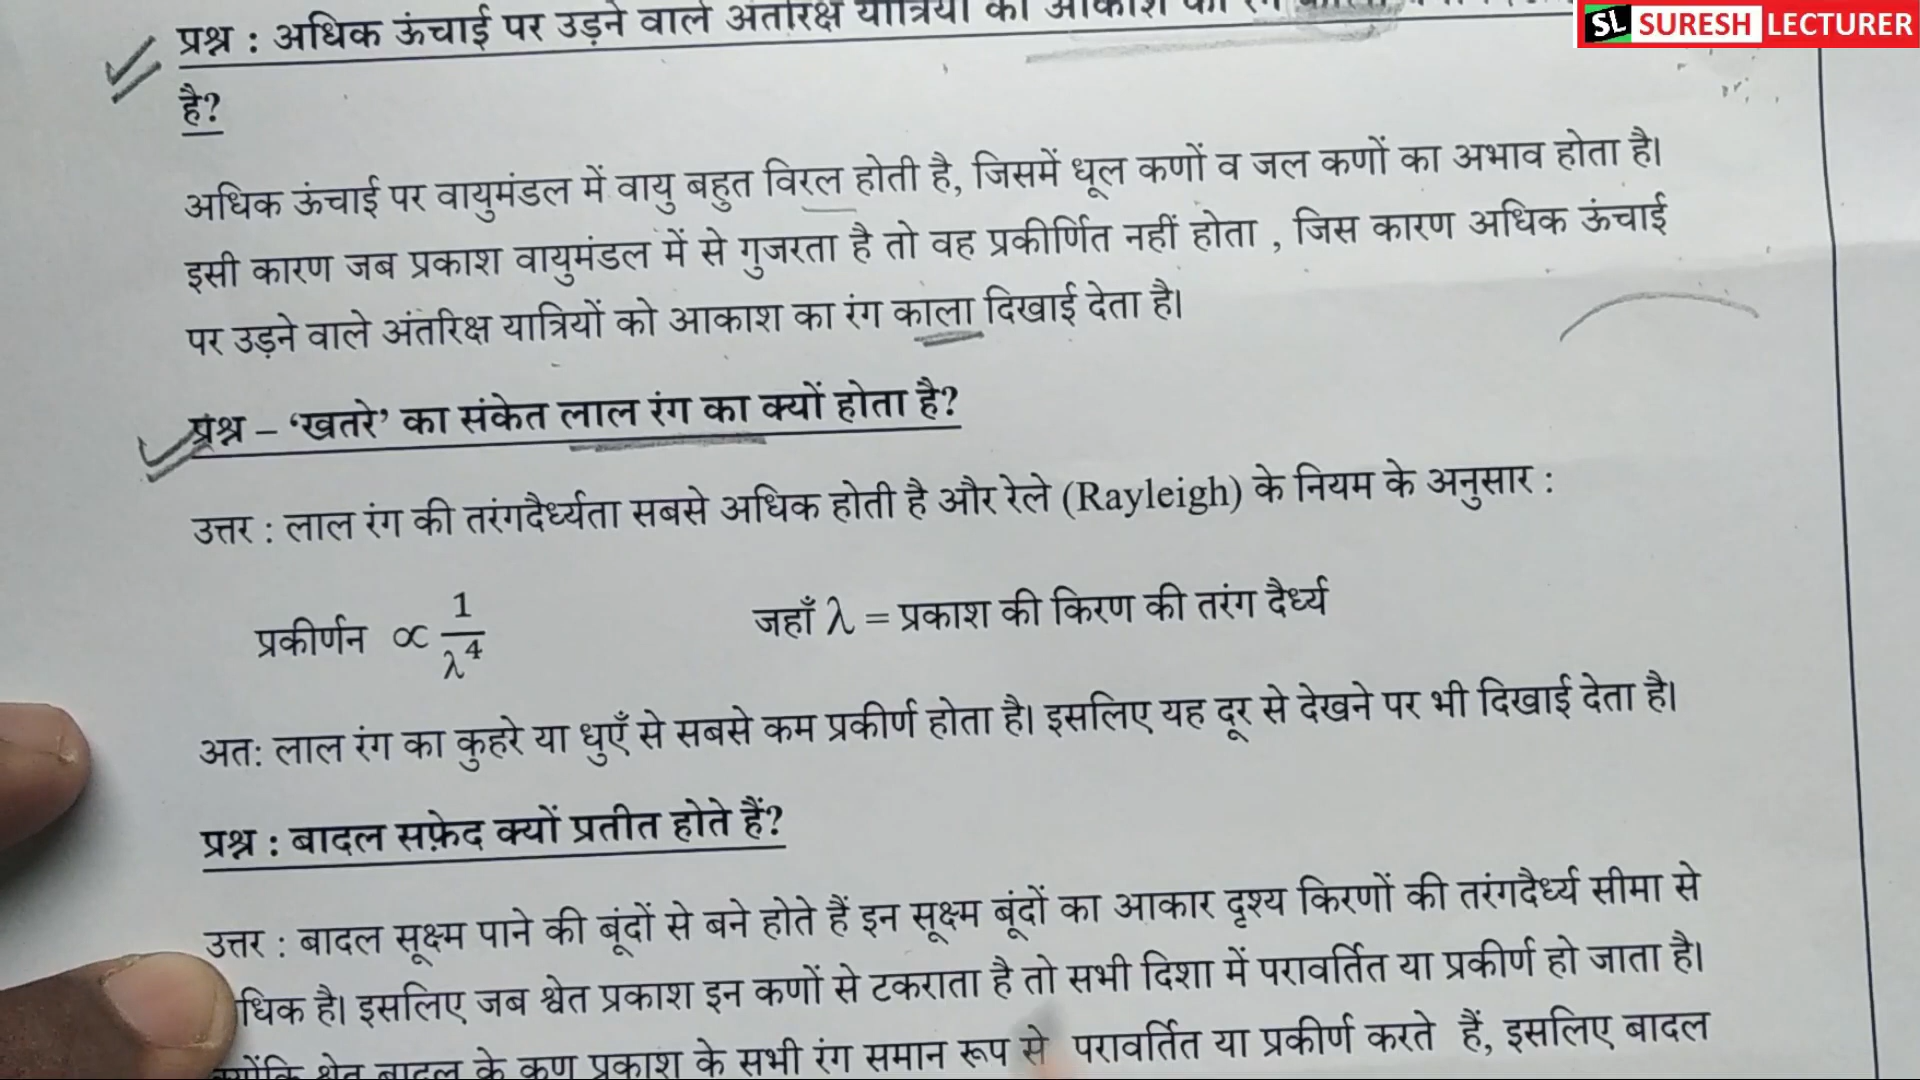 SL SURESH LECTURER
प्रश्न : अधिक ऊंचाई पर उड़ने वाले अंतरिक्ष यात्रियों को आकाश का रंग
है?
अधिक ऊंचाई पर वायुमंडल में वायु बहुत विरल होती है, जिसमें धूल कणों व जल कणों का अभाव होता है।
इसी कारण जब प्रकाश वायुमंडल में से गुजरता है तो वह प्रकीर्णित नहीं होता , जिस कारण अधिक ऊंचाई
पर उड़ने वाले अंतरिक्ष यात्रियों को आकाश का रंग काला दिखाई देता है।
प्रश्न – ‘खतरे’ का संकेत लाल रंग का क्यों होता है?
उत्तर : लाल रंग की तरंगदैर्ध्यता सबसे अधिक होती है और रेले (Rayleigh) के नियम के अनुसार :
प्रकीर्णन ∝ 1/λ⁴ जहाँ λ = प्रकाश की किरण की तरंग दैर्ध्य
अत: लाल रंग का कुहरे या धुएँ से सबसे कम प्रकीर्ण होता है। इसलिए यह दूर से देखने पर भी दिखाई देता है।
प्रश्न : बादल सफ़ेद क्यों प्रतीत होते हैं?
उत्तर : बादल सूक्ष्म पाने की बूंदों से बने होते हैं इन सूक्ष्म बूंदों का आकार दृश्य किरणों की तरंगदैर्ध्य सीमा से
धिक है। इसलिए जब श्वेत प्रकाश इन कणों से टकराता है तो सभी दिशा में परावर्तित या प्रकीर्ण हो जाता है।
श्वेत बादल के कण प्रकाश के सभी रंग समान रूप से परावर्तित या प्रकीर्ण करते हैं, इसलिए बादल